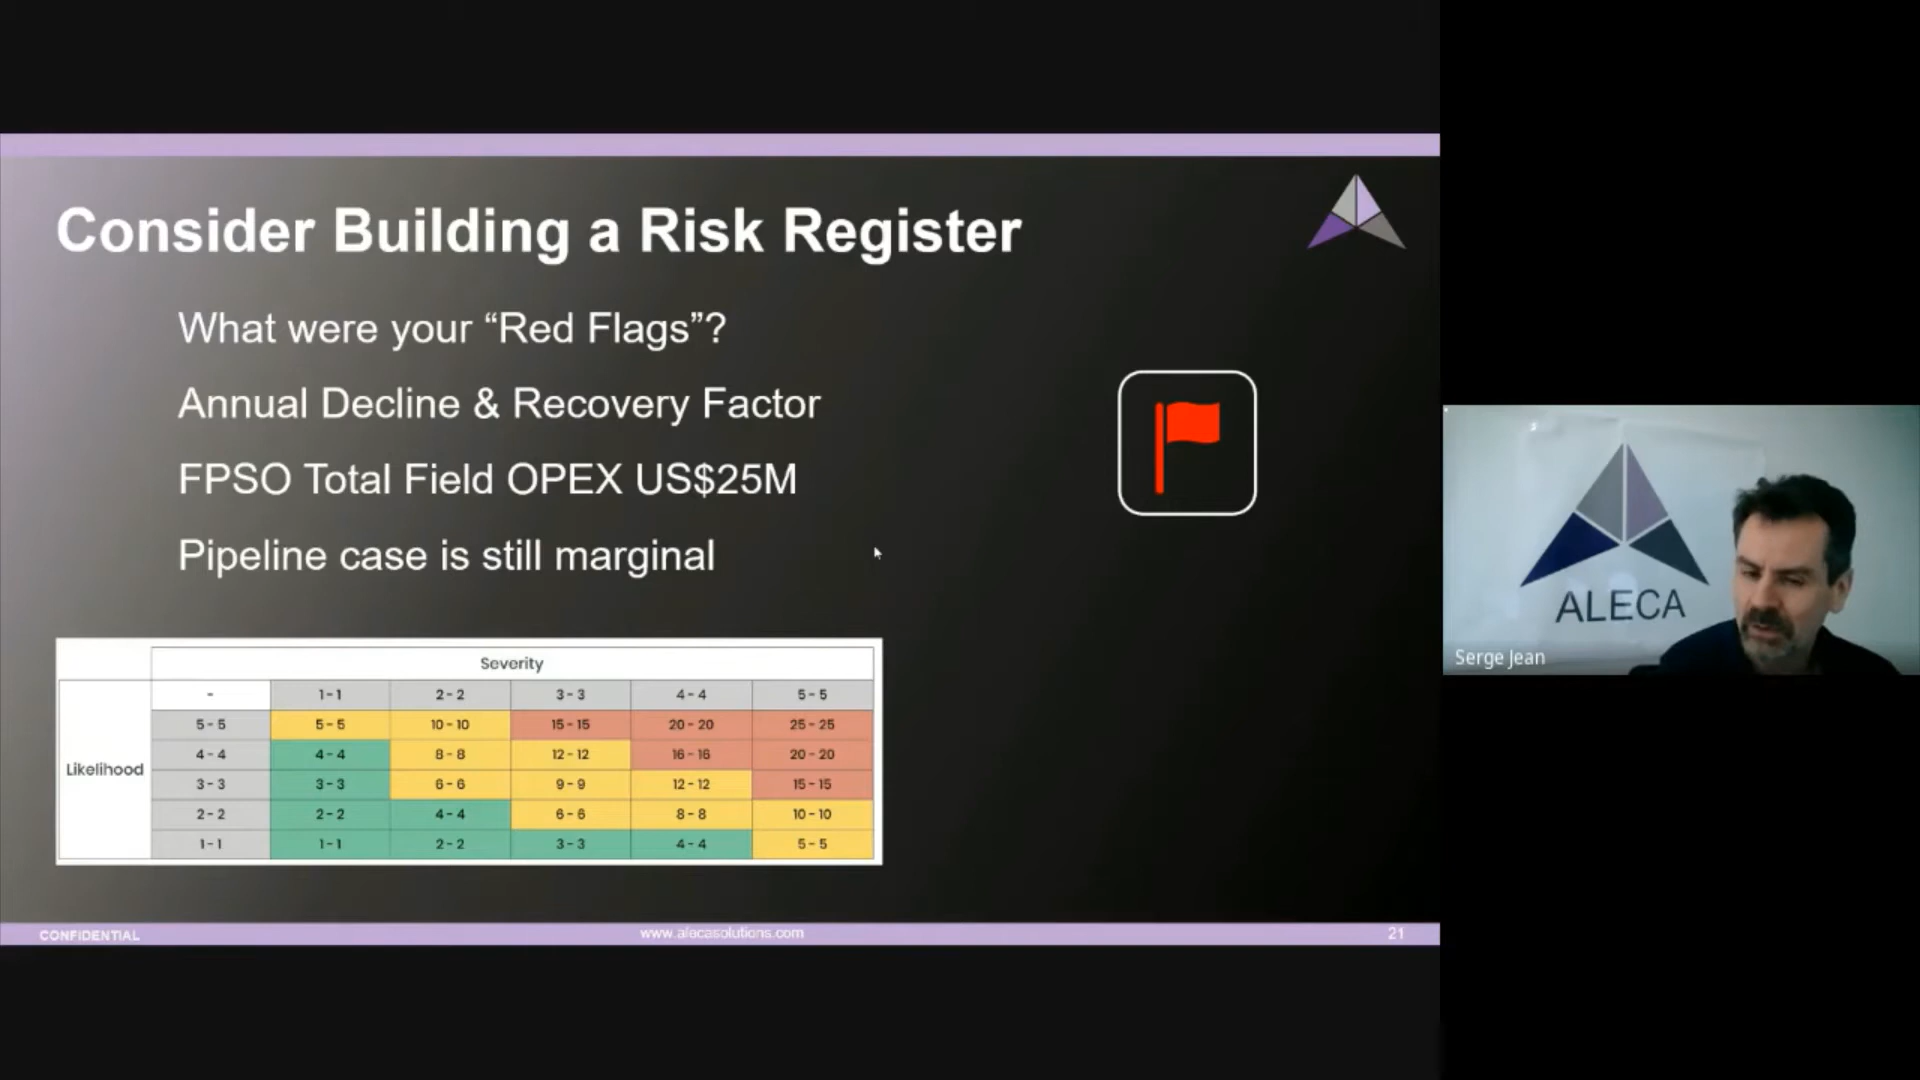 Consider Building a Risk Register
What were your “Red Flags”?
Annual Decline & Recovery Factor
FPSO Total Field OPEX US$25M
Pipeline case is still marginal
Severity
- 1 - 1 2 - 2 3 - 3 4 - 4 5 - 5
5 - 5 5 - 5 10 - 10 15 - 15 20 - 20 25 - 25
4 - 4 4 - 4 8 - 8 12 - 12 16 - 16 20 - 20
Likelihood
3 - 3 3 - 3 6 - 6 9 - 9 12 - 12 15 - 15
2 - 2 2 - 2 4 - 4 6 - 6 8 - 8 10 - 10
1 - 1 1 - 1 2 - 2 3 - 3 4 - 4 5 - 5
CONFIDENTIAL www.alecasolutions.com 21
ALECA
Serge Jean